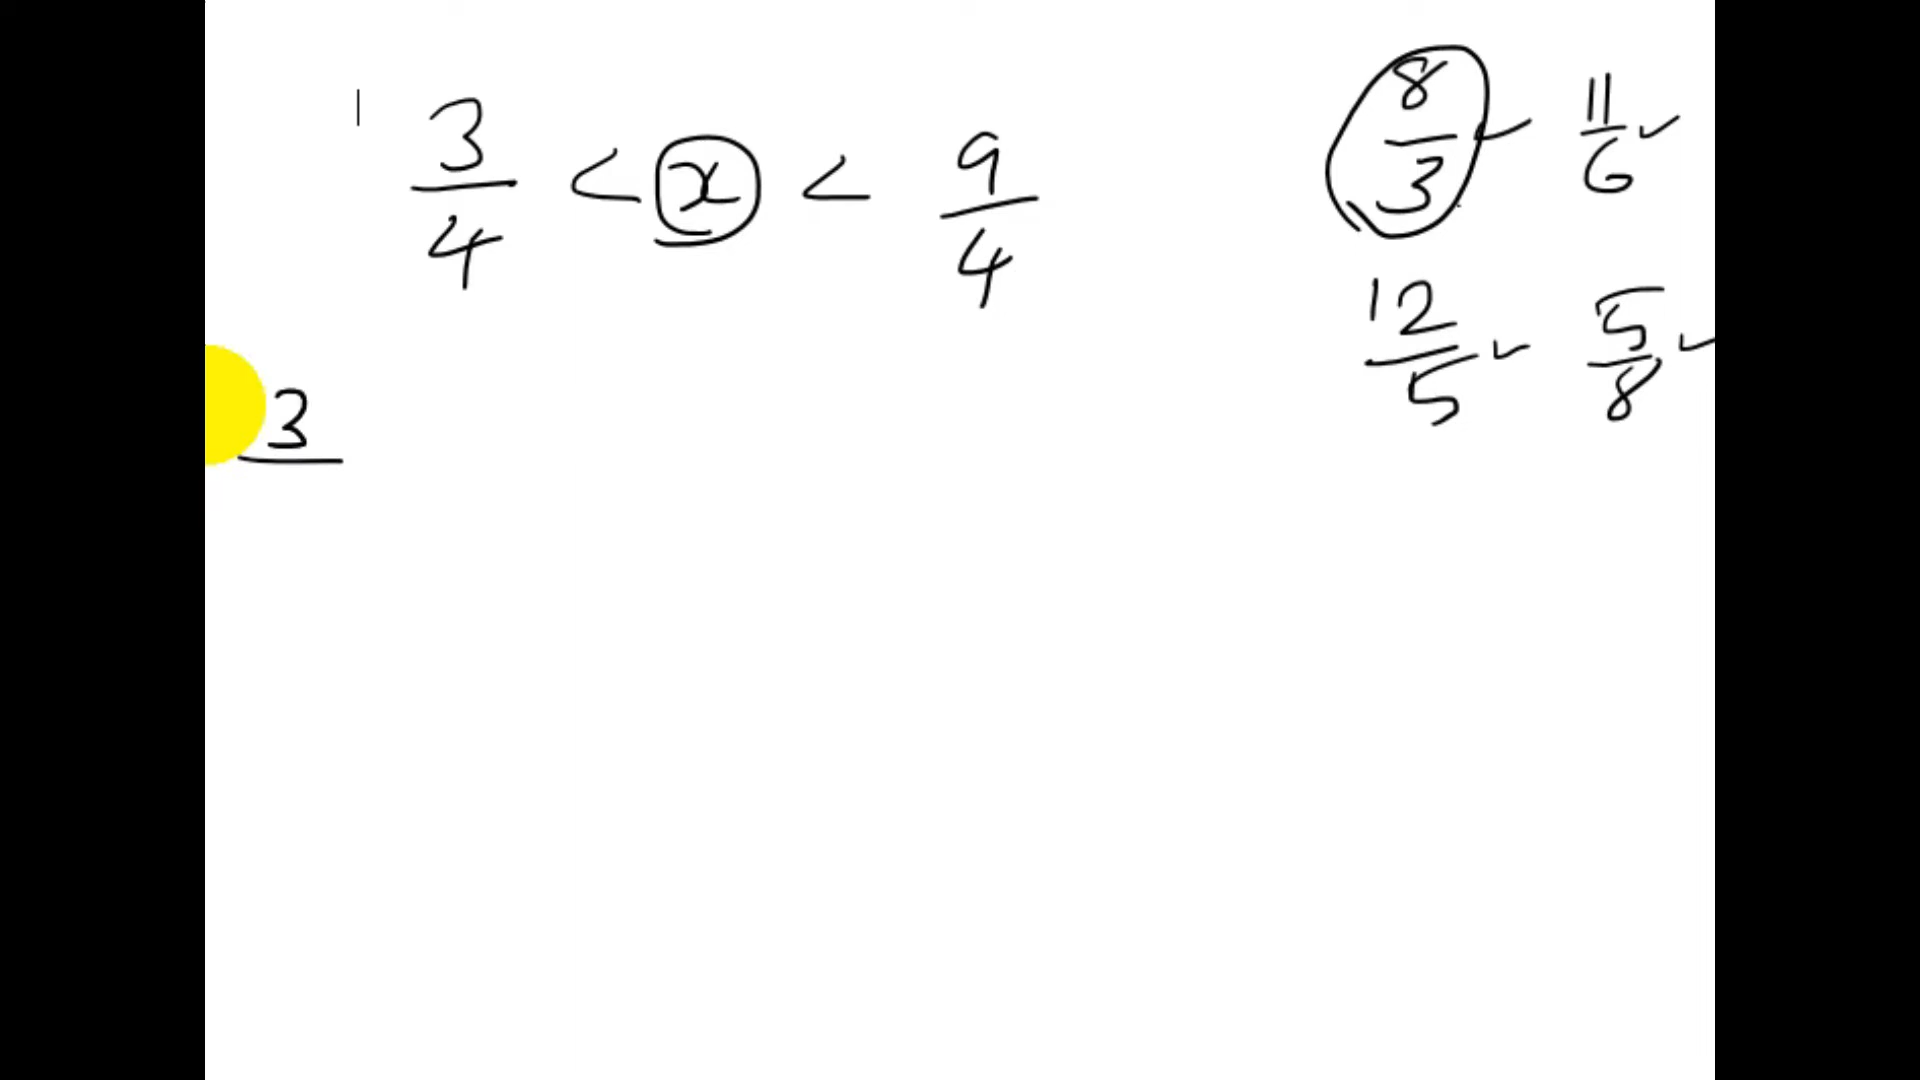 3/4 < x < 9/4
8/3 ✓ 11/6 ✓
12/5 ✓ 5/8 ✓
3